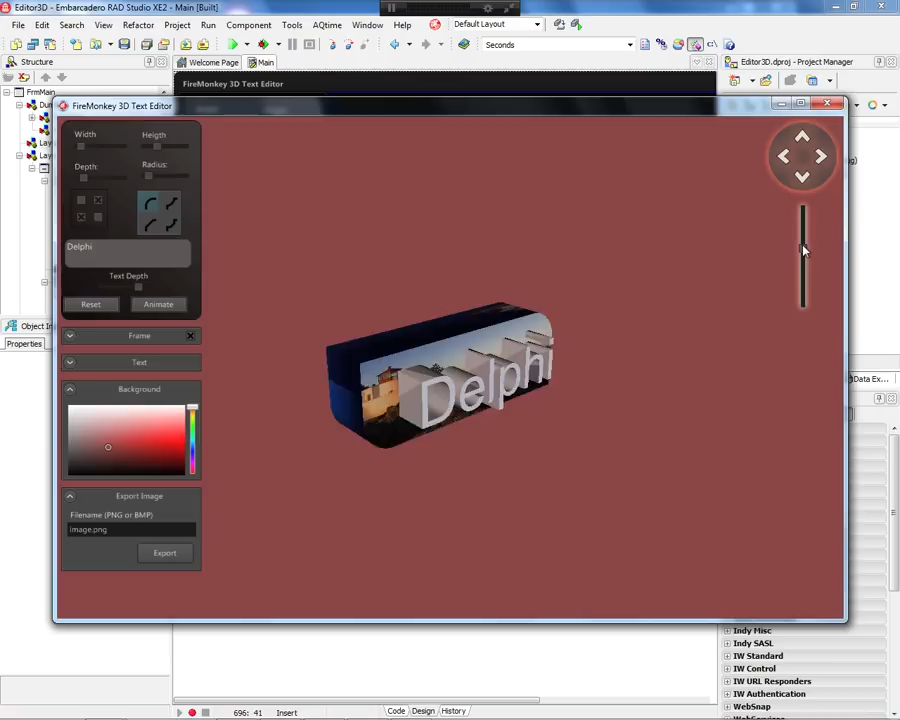 Editor3D - Embarcadero RAD Studio XE2 - Main [Built]
File Edit Search View Refactor Project Run Component Tools AQtime Window Help
Default Layout
Seconds
Structure
Welcome Page
Main
Editor3D.dproj - Project Manager
FireMonkey 3D Text Editor
FrmMain
FireMonkey 3D Text Editor
Width
Heigth
Depth:
Radius:
Delphi
Text Depth
Reset
Animate
Frame
Text
Background
Export Image
Filename (PNG or BMP)
image.png
Export
Delphi
Object In
Properties
Data Ex...
Indy Misc
Indy SASL
IW Standard
IW Control
IW URL Responders
IW Authentication
WebSnap
696: 41
Insert
Code
Design
History